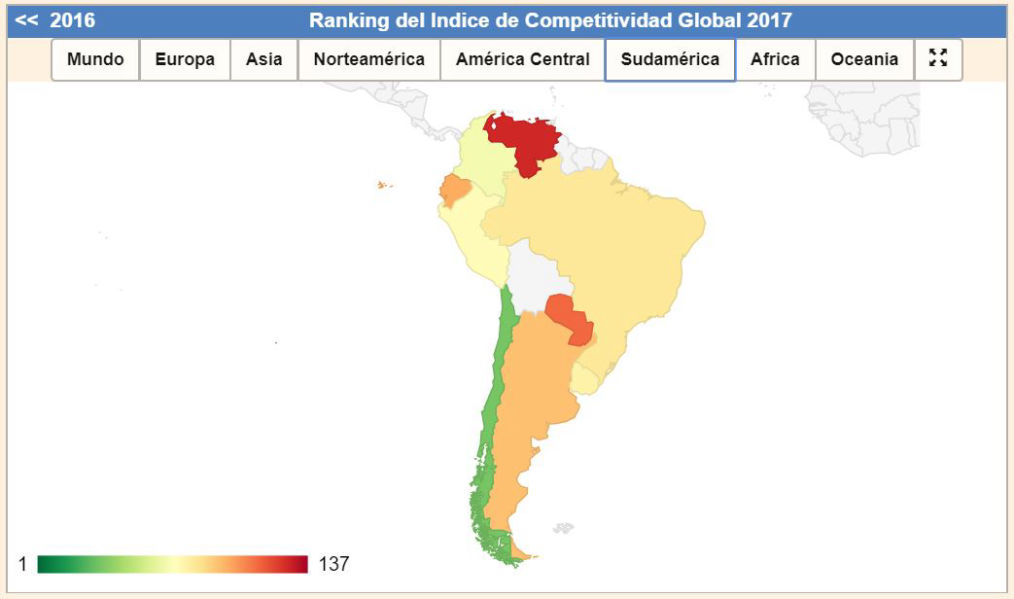 << 2016 Ranking del Indice de Competitividad Global 2017
Mundo Europa Asia Norteamérica América Central Sudamérica Africa Oceania
1 137